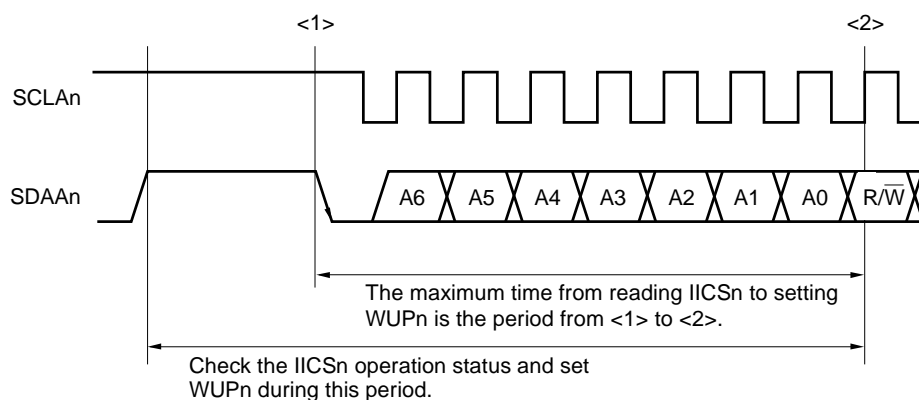 <1> <2>
SCLAn
SDAAn A6 A5 A4 A3 A2 A1 A0 R/W̅
The maximum time from reading IICSn to setting
WUPn is the period from <1> to <2>.
Check the IICSn operation status and set
WUPn during this period.